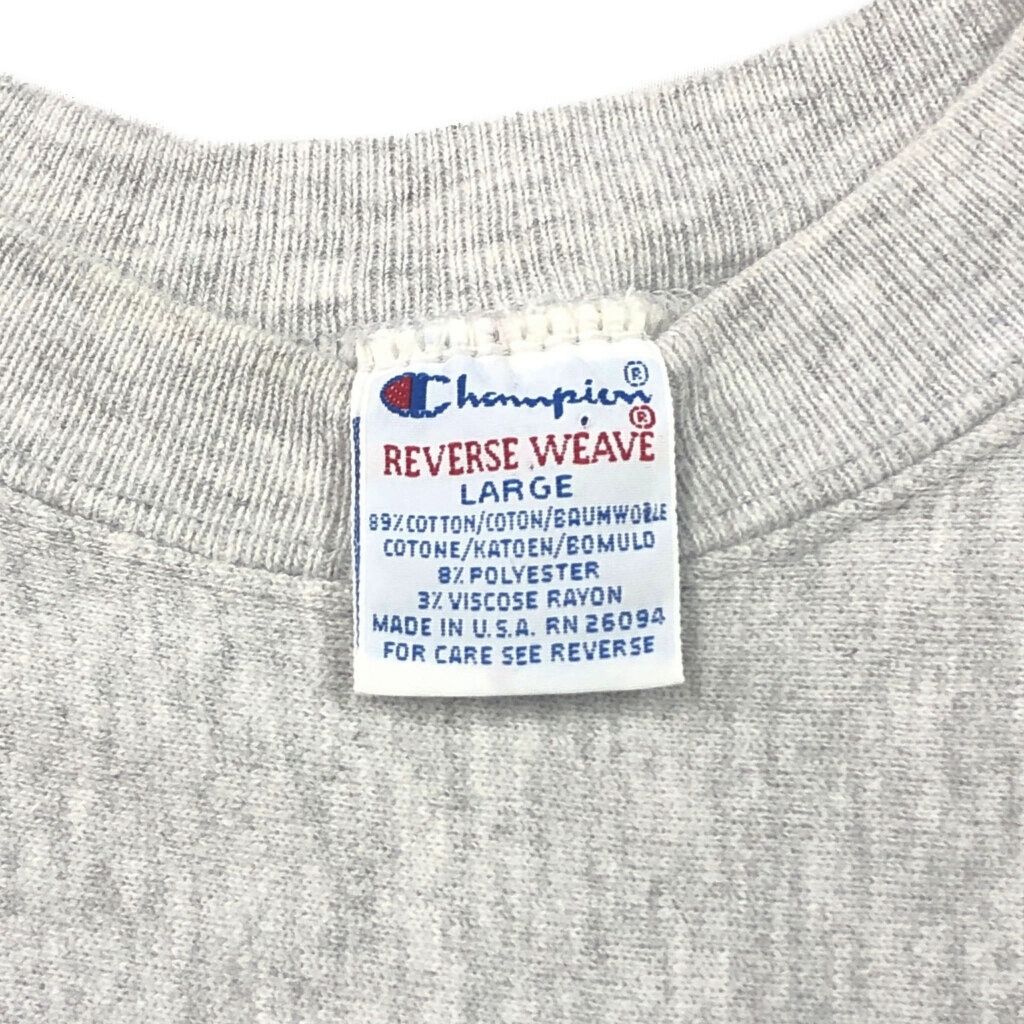 Champion®
REVERSE WEAVE®
LARGE
89% COTTON/COTON/BAUMWOLLE
COTONE/KATOEN/BOMULD
8% POLYESTER
3% VISCOSE RAYON
MADE IN U.S.A. RN 26094
FOR CARE SEE REVERSE